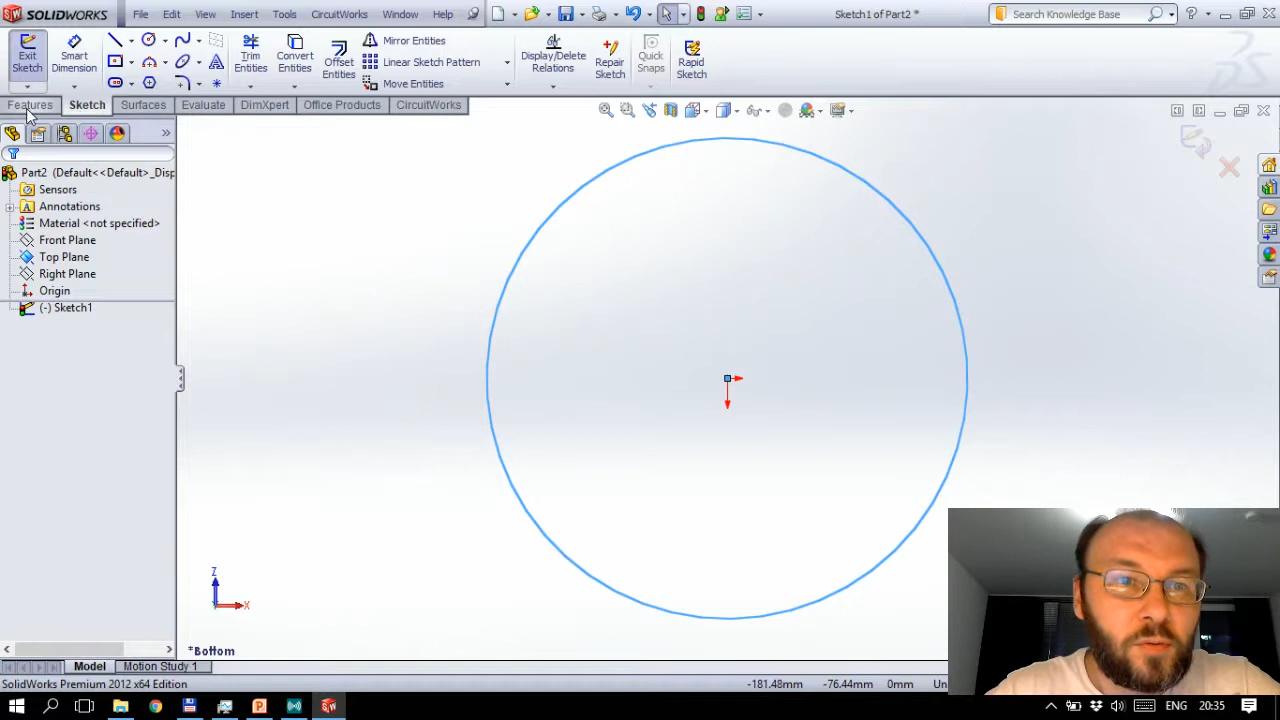 SOLIDWORKS File Edit View Insert Tools CircuitWorks Window Help Sketch1 of Part2 * Search Knowledge Base
Exit Sketch
Smart Dimension
Trim Entities
Convert Entities
Offset Entities
Mirror Entities
Linear Sketch Pattern
Move Entities
Display/Delete Relations
Repair Sketch
Quick Snaps
Rapid Sketch
Features Sketch Surfaces Evaluate DimXpert Office Products CircuitWorks
Part2 (Default<<Default>_Disp
Sensors
Annotations
Material <not specified>
Front Plane
Top Plane
Right Plane
Origin
(-) Sketch1
Z
X
*Bottom
Model Motion Study 1
SolidWorks Premium 2012 x64 Edition -181.48mm -76.44mm 0mm Un
ENG 20:35